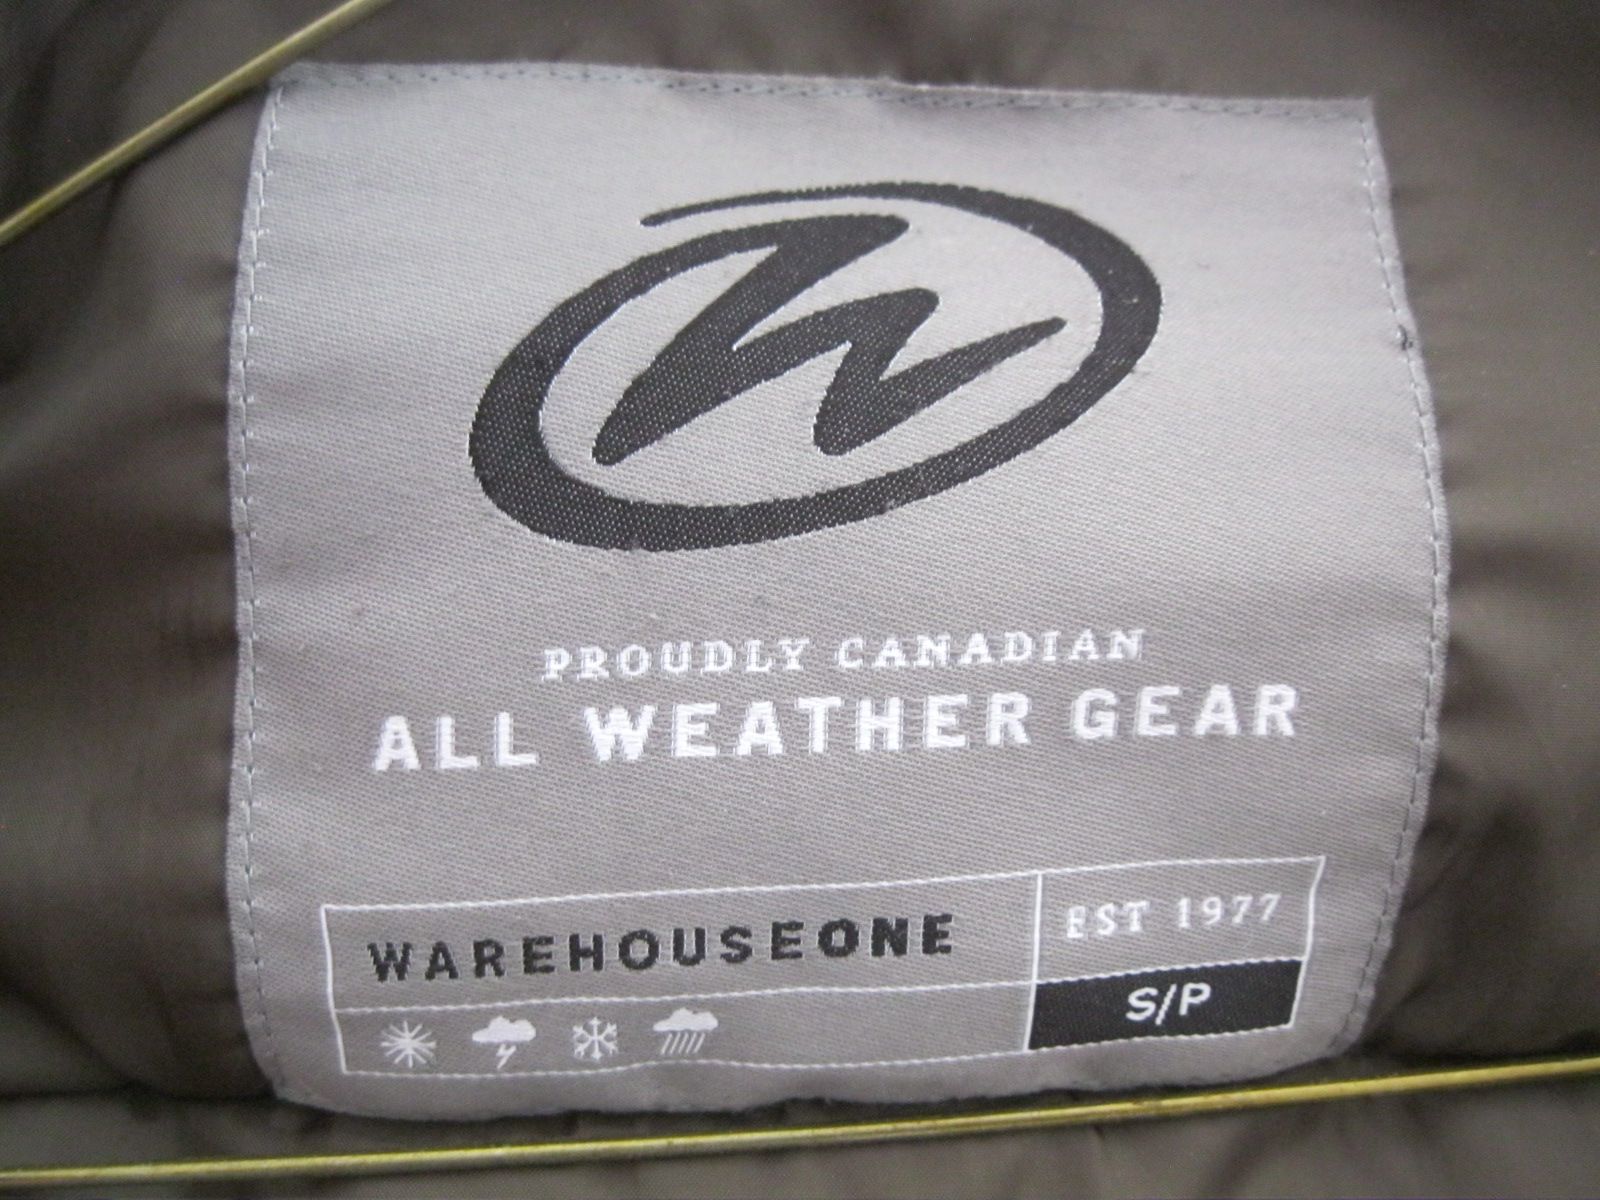 PROUDLY CANADIAN
ALL WEATHER GEAR
WAREHOUSEONE
EST 1977
S/P